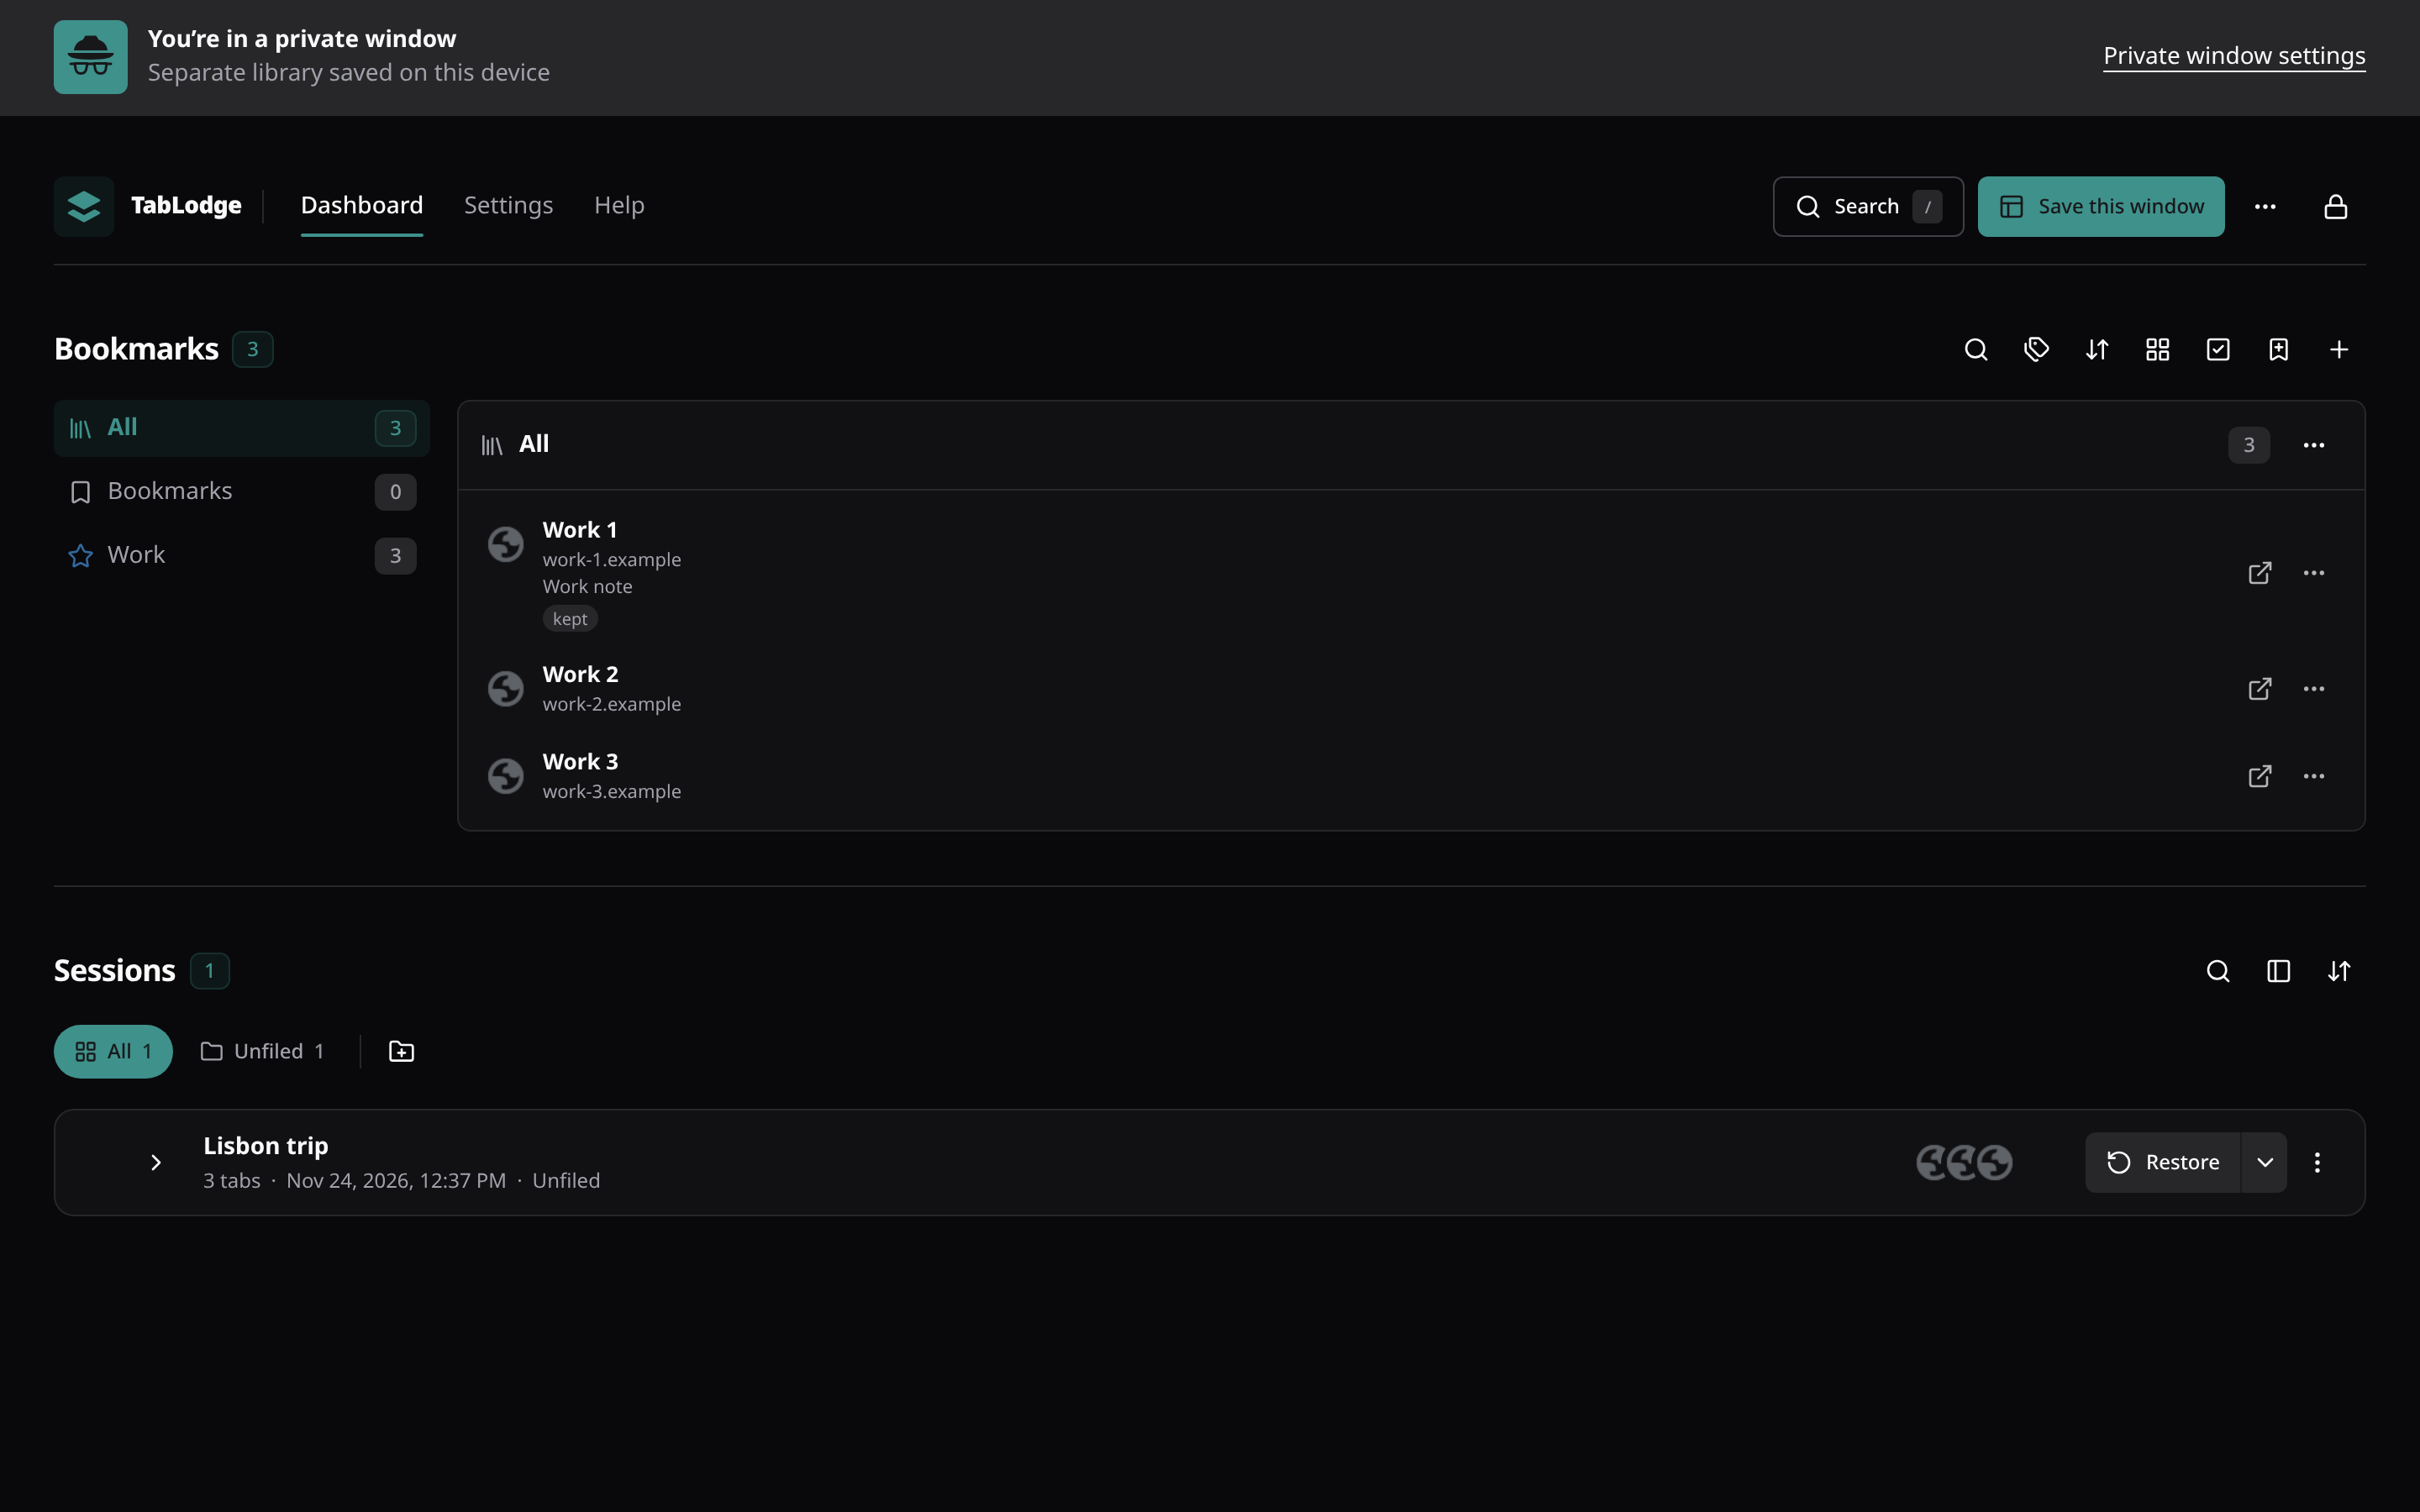 You’re in a private window
Separate library saved on this device
Private window settings
TabLodge
Dashboard
Settings
Help
Search /
Save this window
Bookmarks 3
All 3
Bookmarks 0
Work 3
All 3
Work 1
work-1.example
Work note
kept
Work 2
work-2.example
Work 3
work-3.example
Sessions 1
All 1
Unfiled 1
Lisbon trip
3 tabs · Nov 24, 2026, 12:37 PM · Unfiled
Restore